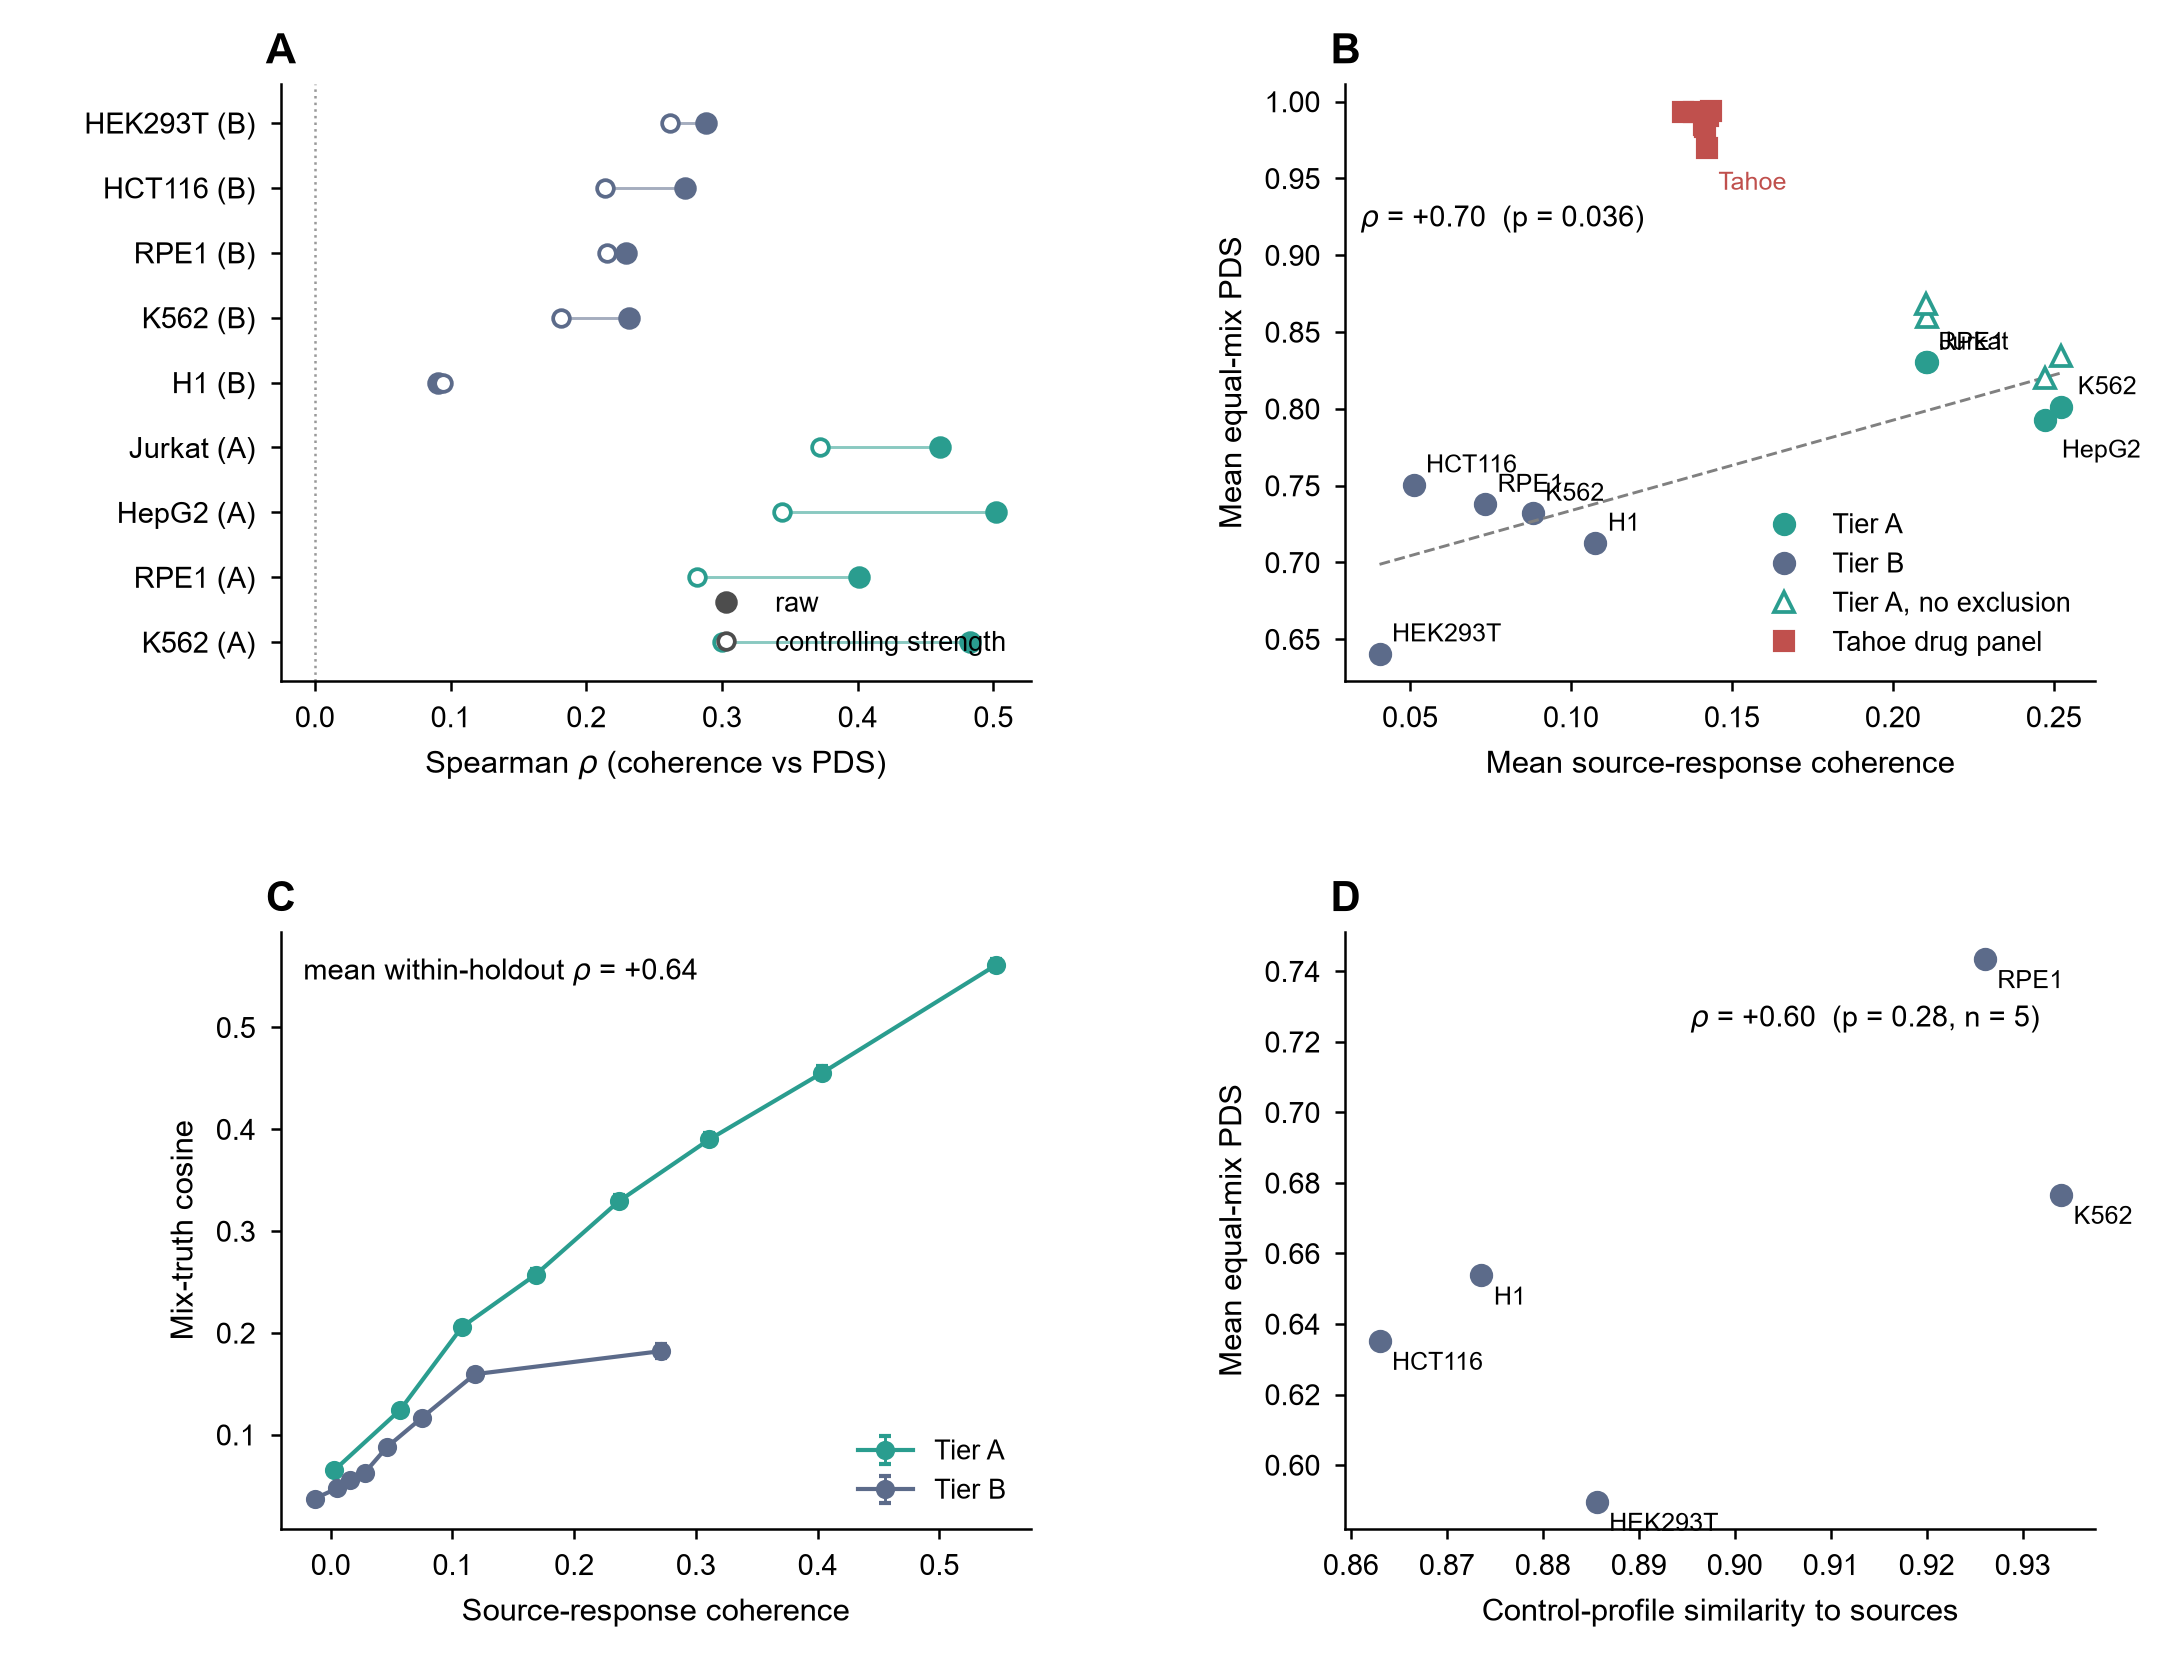 A
HEK293T (B)
HCT116 (B)
RPE1 (B)
K562 (B)
H1 (B)
Jurkat (A)
HepG2 (A)
RPE1 (A)
K562 (A)
raw
controlling strength
0.0 0.1 0.2 0.3 0.4 0.5
Spearman ρ (coherence vs PDS)
B
Mean equal-mix PDS
1.00
0.95
0.90
0.85
0.80
0.75
0.70
0.65
Tahoe
ρ = +0.70 (p = 0.036)
RPE1
Jurkat
K562
HepG2
HCT116
RPE1
K562
H1
HEK293T
Tier A
Tier B
Tier A, no exclusion
Tahoe drug panel
0.05 0.10 0.15 0.20 0.25
Mean source-response coherence
C
mean within-holdout ρ = +0.64
Mix-truth cosine
0.5
0.4
0.3
0.2
0.1
Tier A
Tier B
0.0 0.1 0.2 0.3 0.4 0.5
Source-response coherence
D
Mean equal-mix PDS
0.74
0.72
0.70
0.68
0.66
0.64
0.62
0.60
RPE1
ρ = +0.60 (p = 0.28, n = 5)
K562
H1
HCT116
HEK293T
0.86 0.87 0.88 0.89 0.90 0.91 0.92 0.93
Control-profile similarity to sources